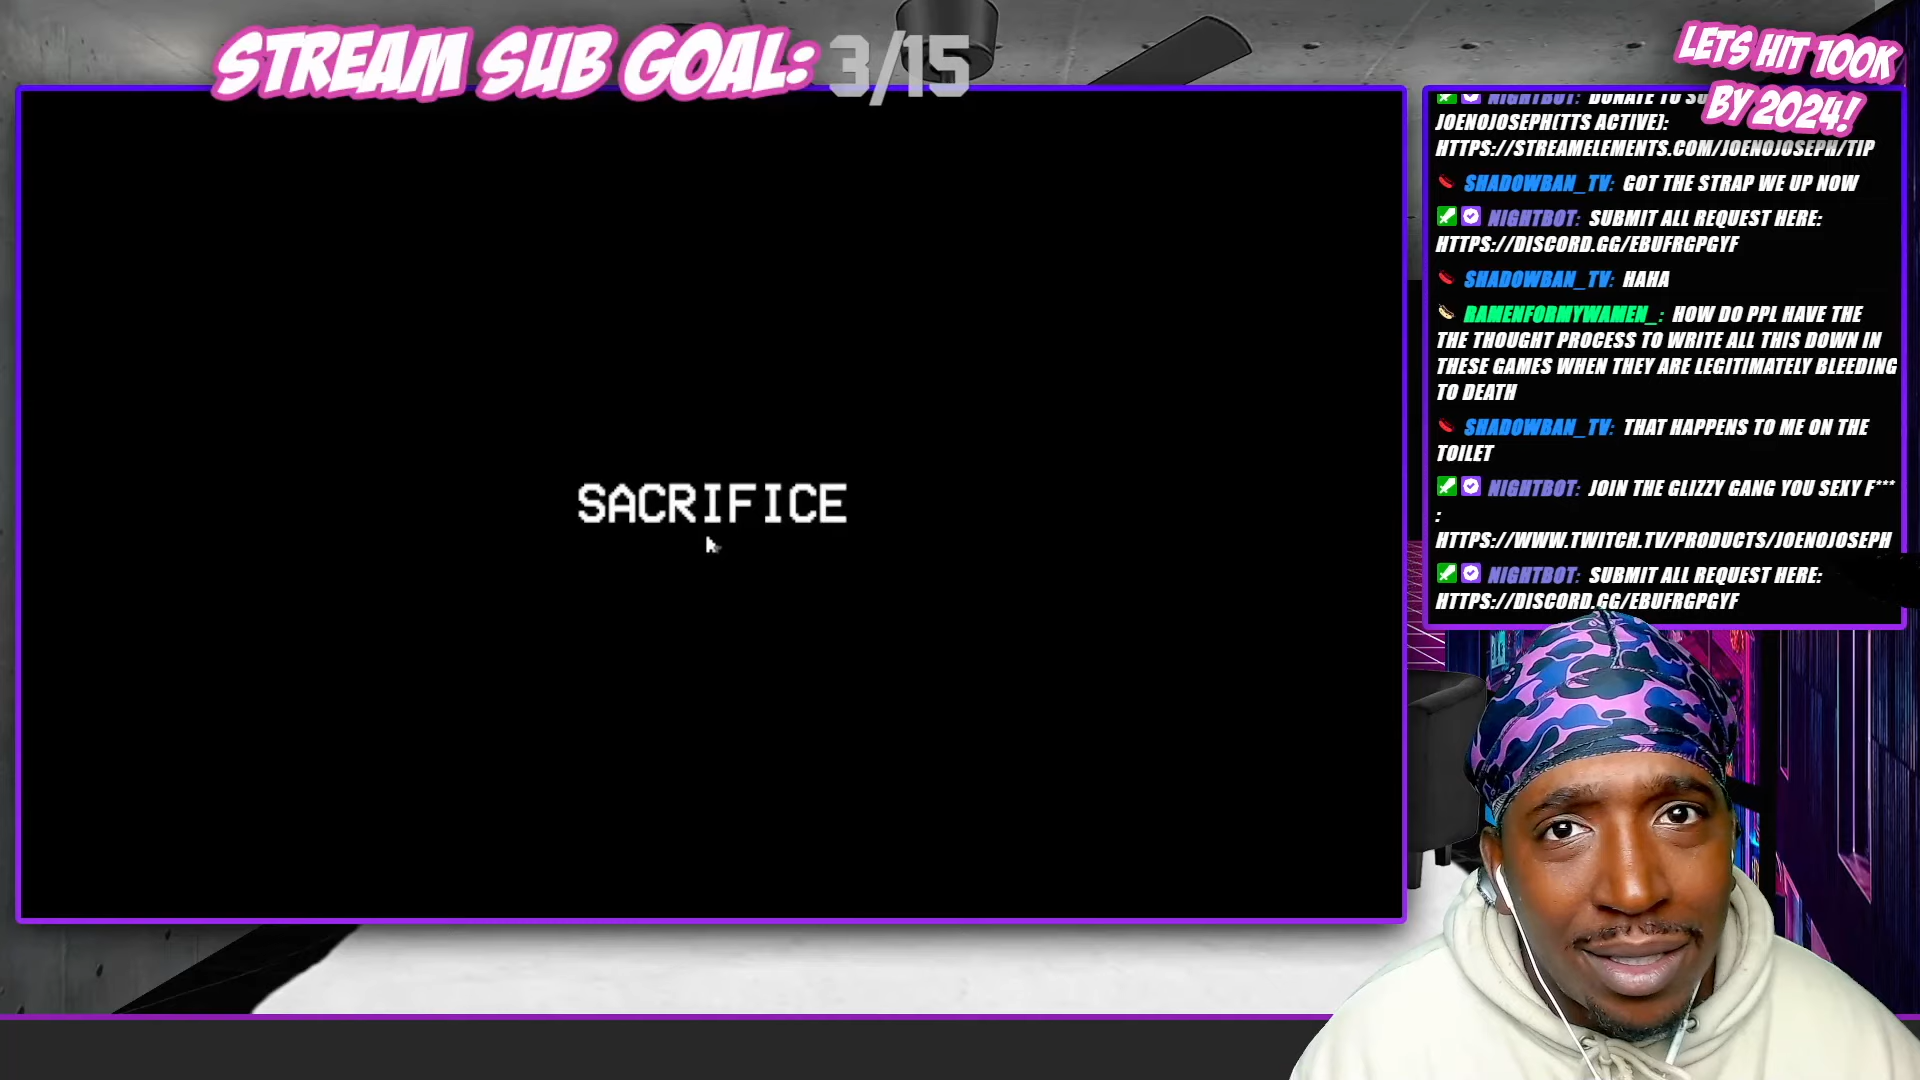 STREAM SUB GOAL: 3/15
LETS HIT 100K
BY 2024!
SACRIFICE
NIGHTBOT: DONATE TO
JOENOJOSEPH(TTS ACTIVE):
HTTPS://STREAMELEMENTS.COM/JOENOJOSEPH/TIP
SHADOWBAN_TV: GOT THE STRAP WE UP NOW
NIGHTBOT: SUBMIT ALL REQUEST HERE:
HTTPS://DISCORD.GG/EBUFRGPGYF
SHADOWBAN_TV: HAHA
RAMENFORMYWAMEN_: HOW DO PPL HAVE THE
THE THOUGHT PROCESS TO WRITE ALL THIS DOWN IN
THESE GAMES WHEN THEY ARE LEGITIMATELY BLEEDING
TO DEATH
SHADOWBAN_TV: THAT HAPPENS TO ME ON THE
TOILET
NIGHTBOT: JOIN THE GLIZZY GANG YOU SEXY F***
:
HTTPS://WWW.TWITCH.TV/PRODUCTS/JOENOJOSEPH
NIGHTBOT: SUBMIT ALL REQUEST HERE:
HTTPS://DISCORD.GG/EBUFRGPGYF